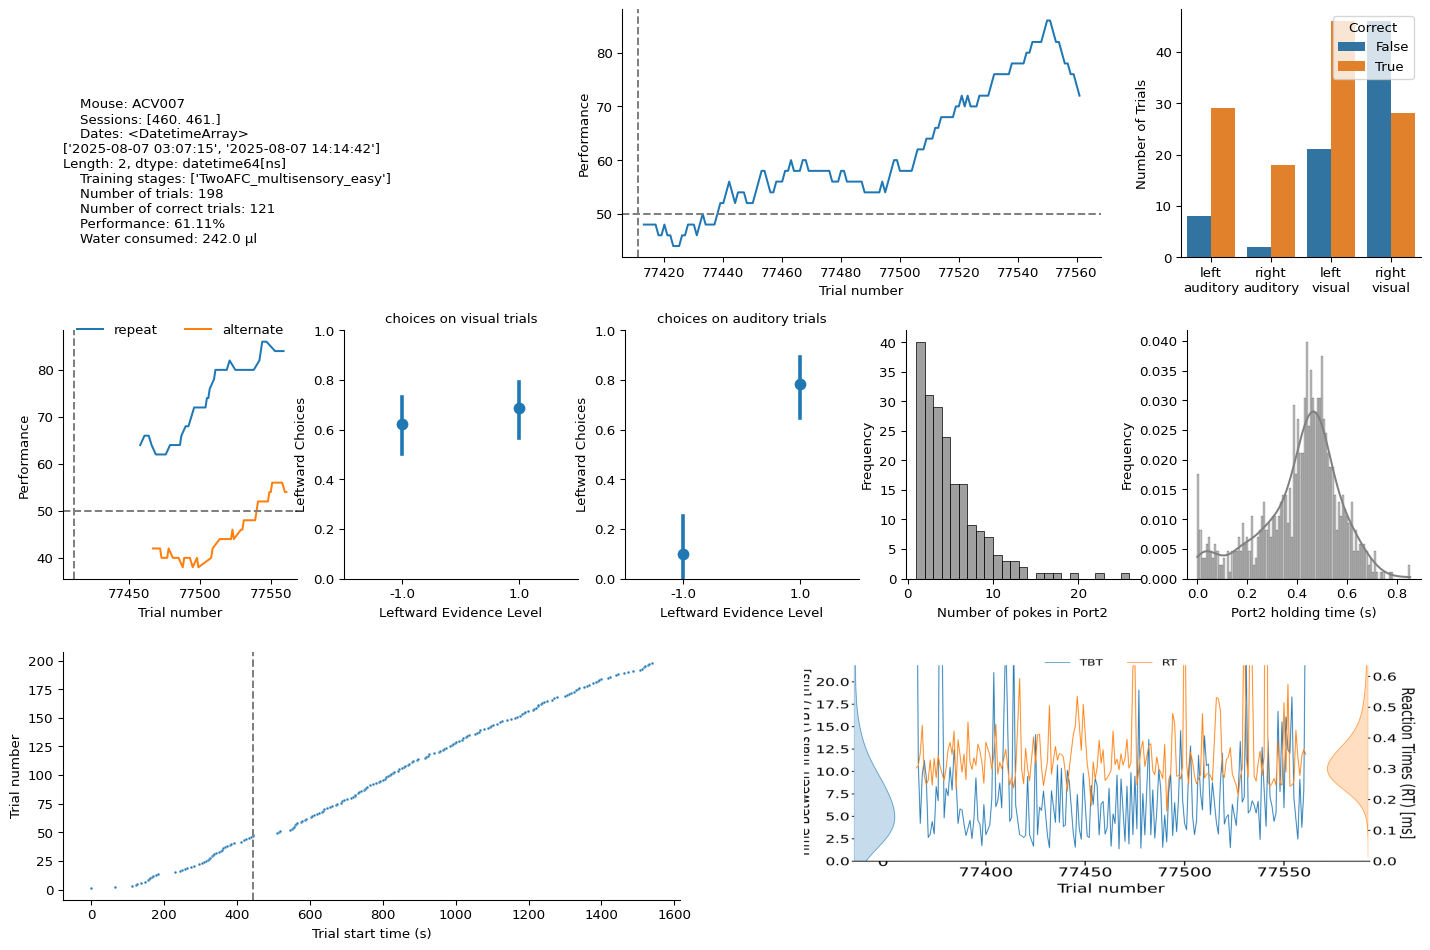 Mouse: ACV007
Sessions: [460. 461.]
Dates: <DatetimeArray>
['2025-08-07 03:07:15', '2025-08-07 14:14:42']
Length: 2, dtype: datetime64[ns]
Training stages: ['TwoAFC_multisensory_easy']
Number of trials: 198
Number of correct trials: 121
Performance: 61.11%
Water consumed: 242.0 µl
Performance
80
70
60
50
77420 77440 77460 77480 77500 77520 77540 77560
Trial number
Number of Trials
40
30
20
10
0
Correct
False
True
left auditory
right auditory
left visual
right visual
repeat alternate
Performance
80
70
60
50
40
77450 77500 77550
Trial number
choices on visual trials
Leftward Choices
1.0
0.8
0.6
0.4
0.2
0.0
-1.0 1.0
Leftward Evidence Level
choices on auditory trials
Leftward Choices
1.0
0.8
0.6
0.4
0.2
0.0
-1.0 1.0
Leftward Evidence Level
Frequency
40
35
30
25
20
15
10
5
0
0 10 20
Number of pokes in Port2
Frequency
0.040
0.035
0.030
0.025
0.020
0.015
0.010
0.005
0.000
0.0 0.2 0.4 0.6 0.8
Port2 holding time (s)
Trial number
200
175
150
125
100
75
50
25
0
0 200 400 600 800 1000 1200 1400 1600
Trial start time (s)
TBT RT
20.0
17.5
15.0
12.5
10.0
7.5
5.0
2.5
0.0
0
77400 77450 77500 77550
Trial number
0.6
0.5
0.4
0.3
0.2
0.1
0.0
Reaction Times (RT) [ms]